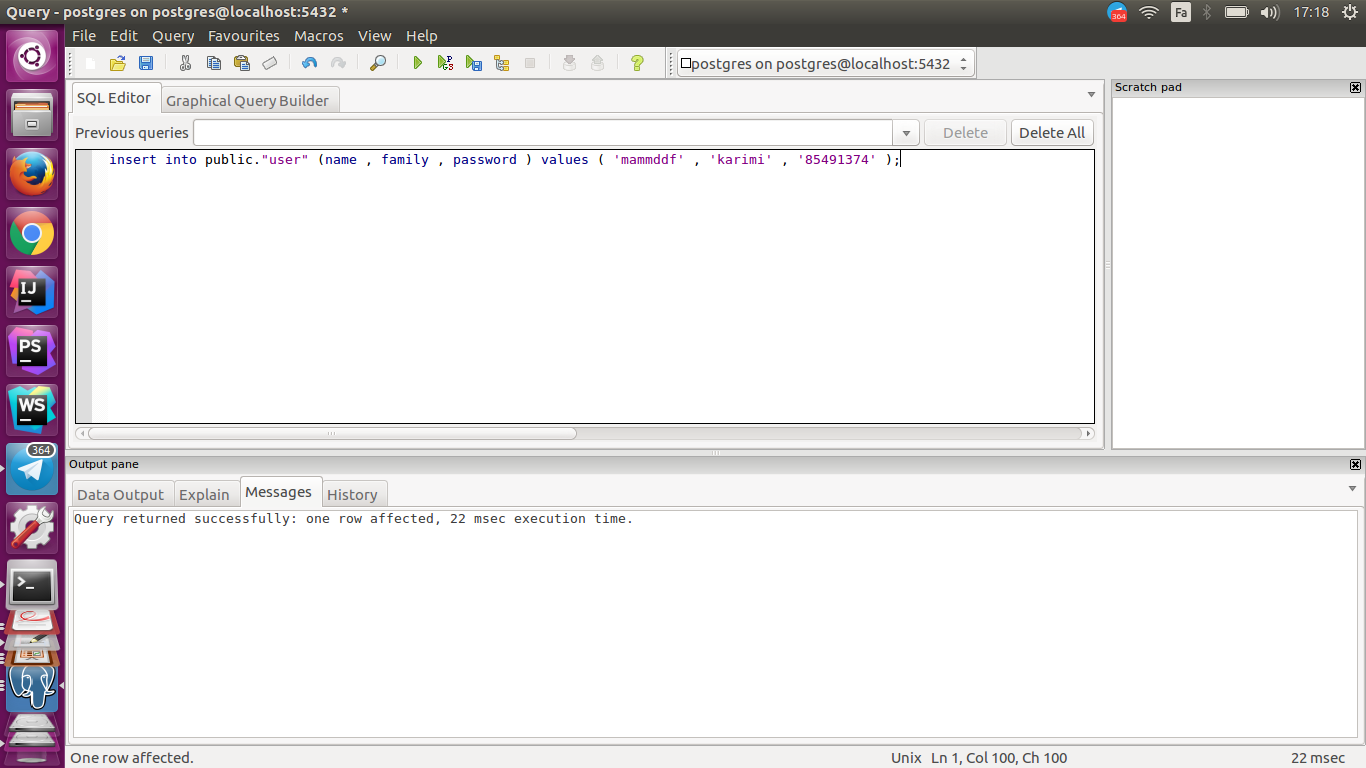 Query - postgres on postgres@localhost:5432 *
364
Fa
17:18
File Edit Query Favourites Macros View Help
postgres on postgres@localhost:5432
SQL Editor
Graphical Query Builder
Scratch pad
Previous queries
Delete
Delete All
insert into public."user" (name , family , password ) values ( 'mammddf' , 'karimi' , '85491374' );
IJ
PS
WS
364
Output pane
Data Output
Explain
Messages
History
Query returned successfully: one row affected, 22 msec execution time.
One row affected.
Unix
Ln 1, Col 100, Ch 100
22 msec